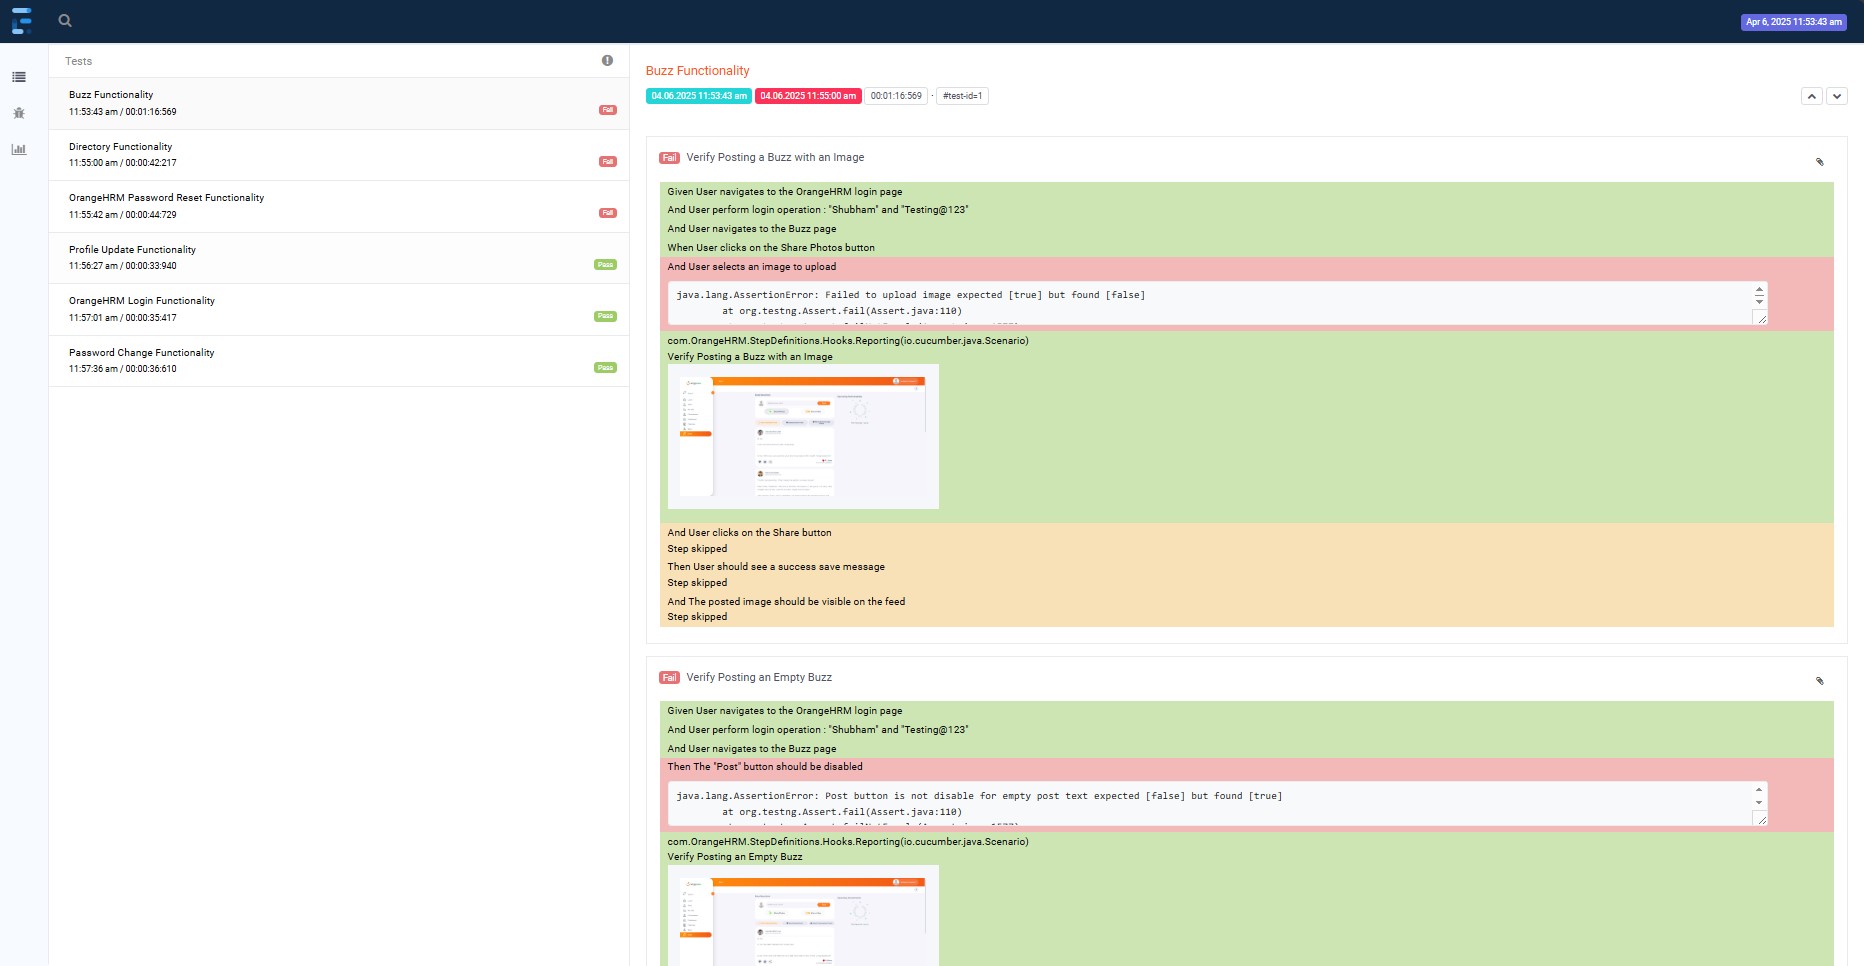 Apr 6, 2025 11:53:43 am
Tests
Buzz Functionality
11:53:43 am / 00:01:16:569
Fail
Directory Functionality
11:55:00 am / 00:00:42:217
Fail
OrangeHRM Password Reset Functionality
11:55:42 am / 00:00:44:729
Fail
Profile Update Functionality
11:56:27 am / 00:00:33:940
Pass
OrangeHRM Login Functionality
11:57:01 am / 00:00:35:417
Pass
Password Change Functionality
11:57:36 am / 00:00:36:610
Pass
Buzz Functionality
04.06.2025 11:53:43 am 04.06.2025 11:55:00 am 00:01:16:569 · #test-id=1
Fail Verify Posting a Buzz with an Image
Given User navigates to the OrangeHRM login page
And User perform login operation : "Shubham" and "Testing@123"
And User navigates to the Buzz page
When User clicks on the Share Photos button
And User selects an image to upload
java.lang.AssertionError: Failed to upload image expected [true] but found [false]
at org.testng.Assert.fail(Assert.java:110)
com.OrangeHRM.StepDefinitions.Hooks.Reporting(io.cucumber.java.Scenario)
Verify Posting a Buzz with an Image
And User clicks on the Share button
Step skipped
Then User should see a success save message
Step skipped
And The posted image should be visible on the feed
Step skipped
Fail Verify Posting an Empty Buzz
Given User navigates to the OrangeHRM login page
And User perform login operation : "Shubham" and "Testing@123"
And User navigates to the Buzz page
Then The "Post" button should be disabled
java.lang.AssertionError: Post button is not disable for empty post text expected [false] but found [true]
at org.testng.Assert.fail(Assert.java:110)
com.OrangeHRM.StepDefinitions.Hooks.Reporting(io.cucumber.java.Scenario)
Verify Posting an Empty Buzz